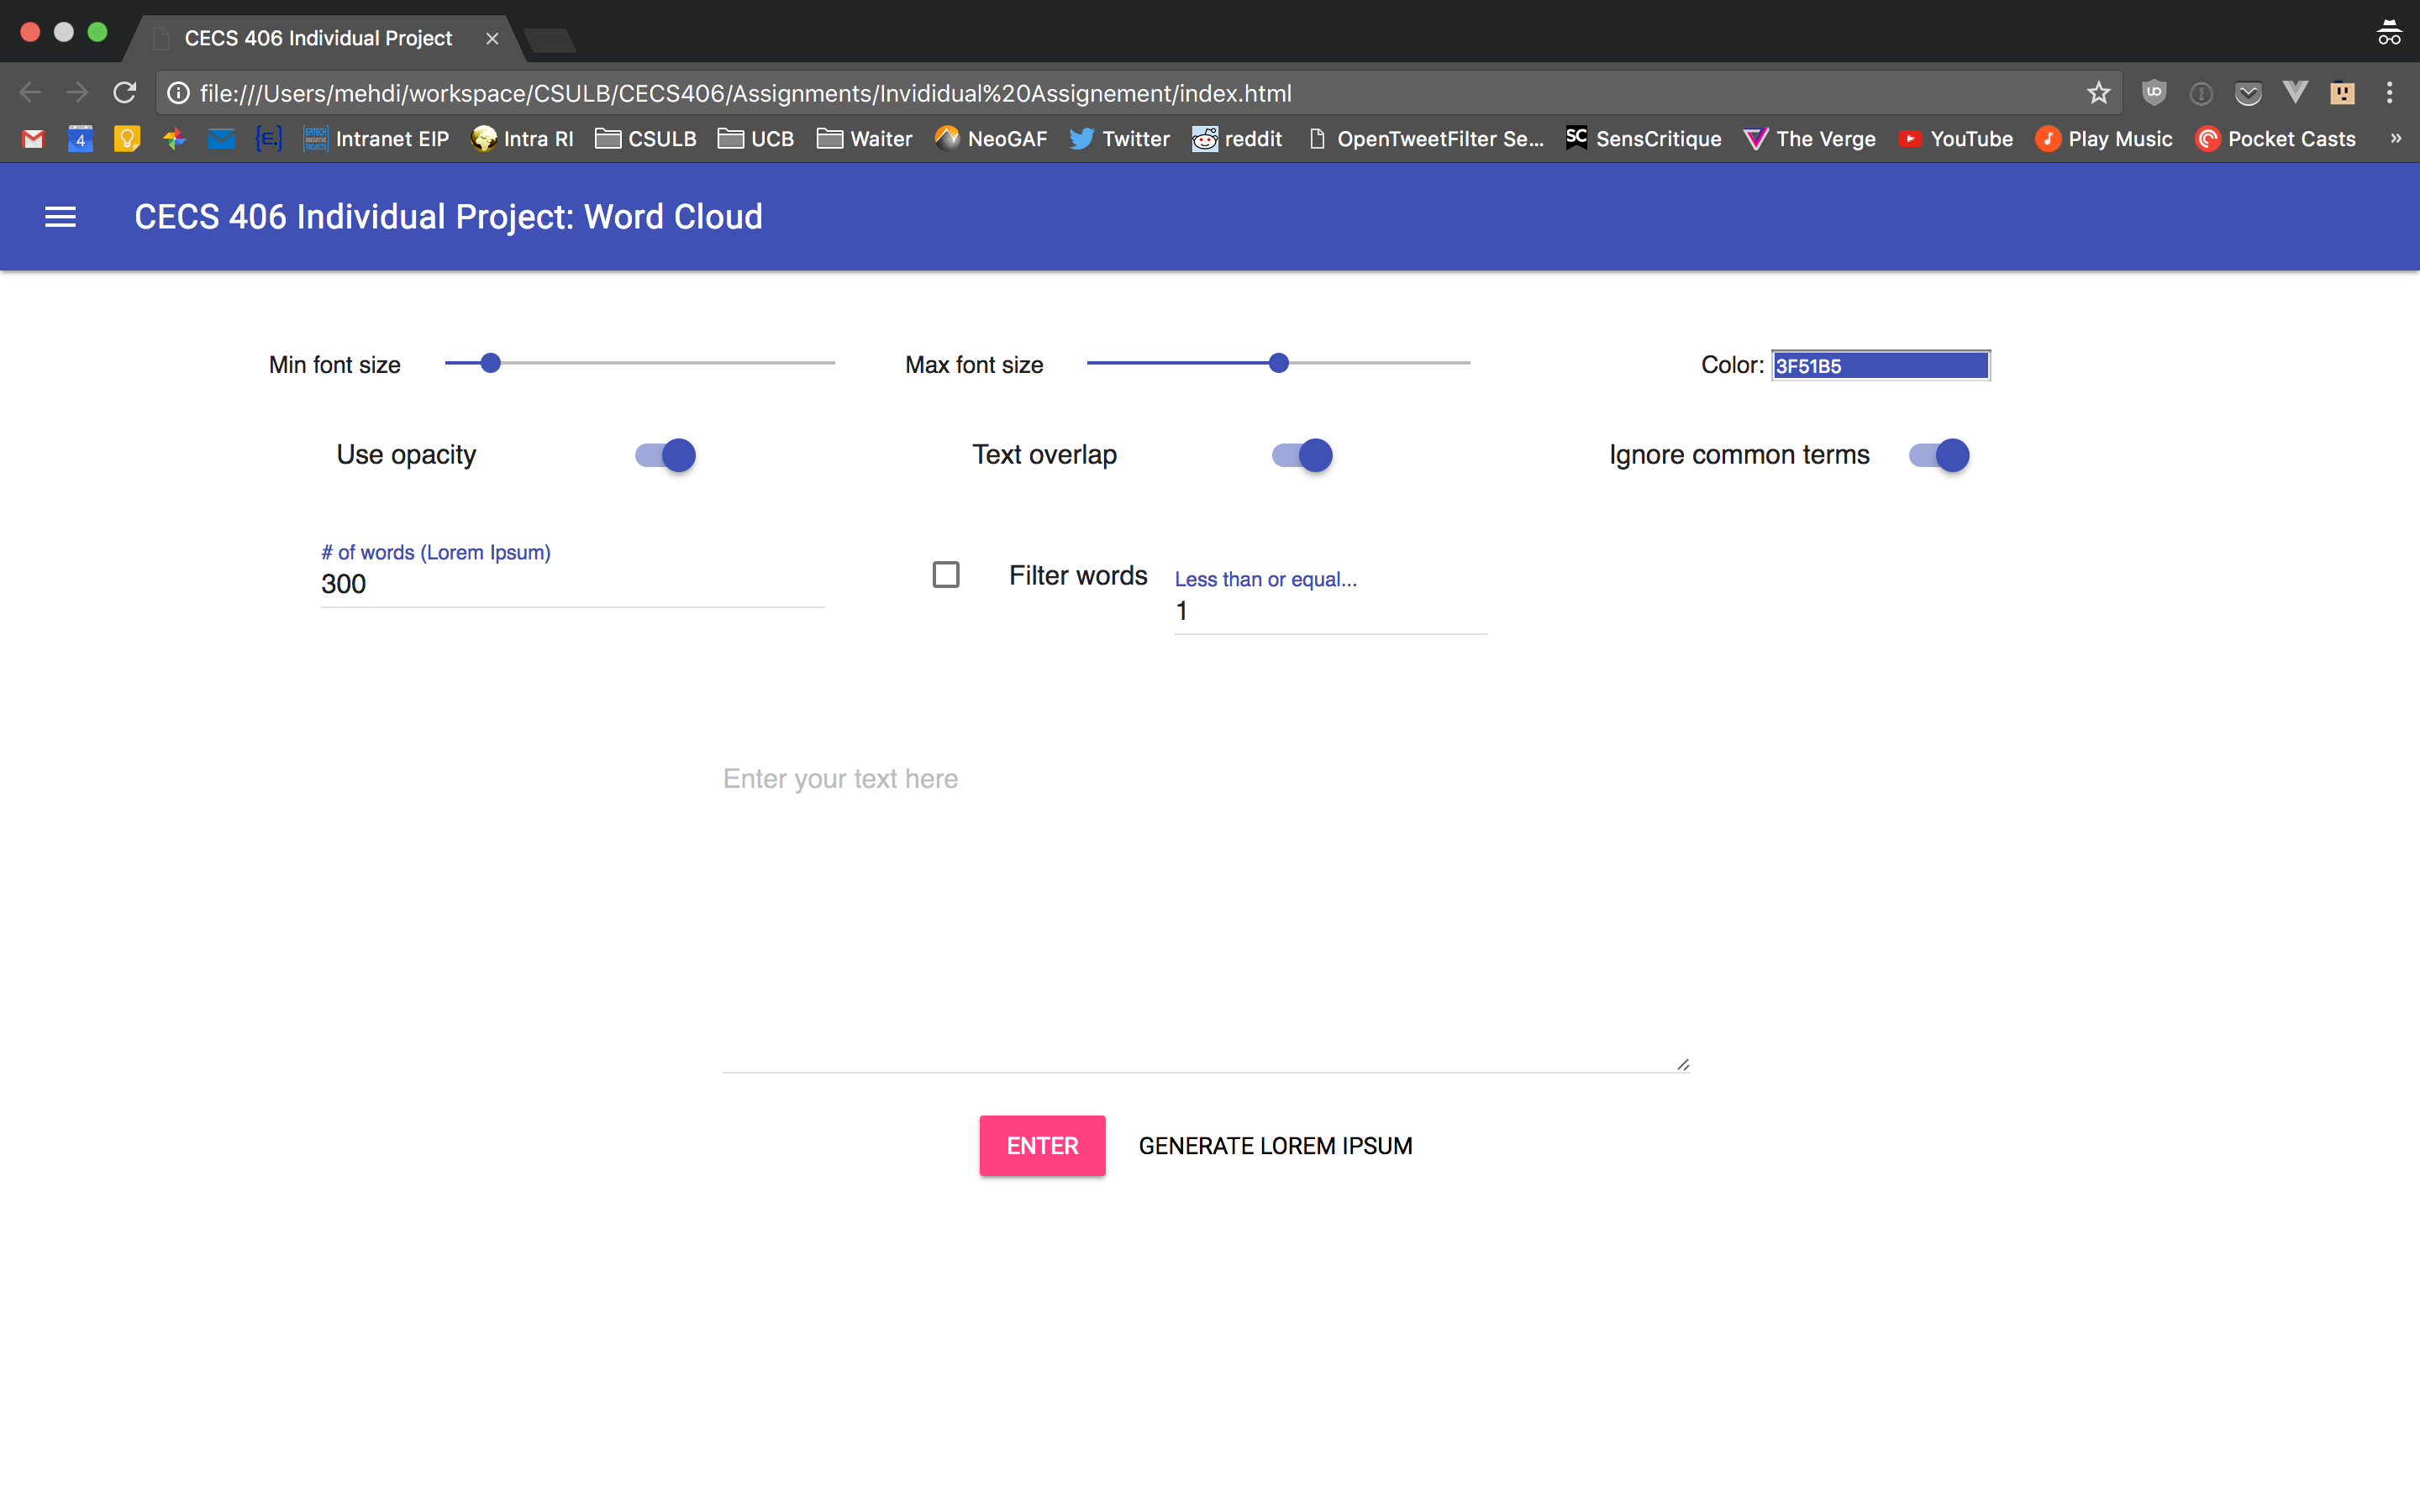 CECS 406 Individual Project
file:///Users/mehdi/workspace/CSULB/CECS406/Assignments/Invididual%20Assignement/index.html
4 {E.} Intranet EIP Intra RI CSULB UCB Waiter NeoGAF Twitter reddit OpenTweetFilter Se... SC SensCritique The Verge YouTube Play Music Pocket Casts »
CECS 406 Individual Project: Word Cloud
Min font size Max font size Color: 3F51B5
Use opacity Text overlap Ignore common terms
# of words (Lorem Ipsum)
300
Filter words Less than or equal...
1
Enter your text here
ENTER GENERATE LOREM IPSUM